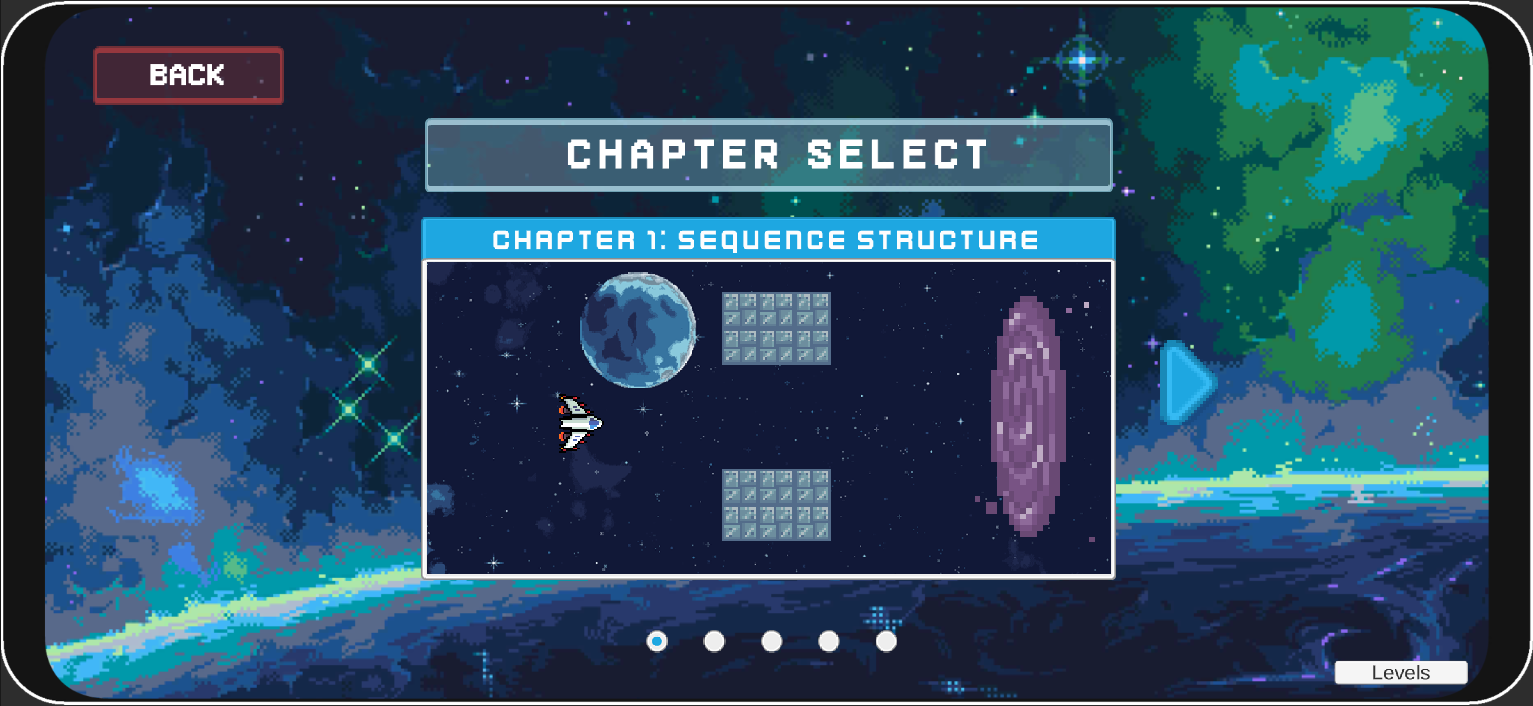 BACK
CHAPTER SELECT
CHAPTER 1: SEQUENCE STRUCTURE
Levels